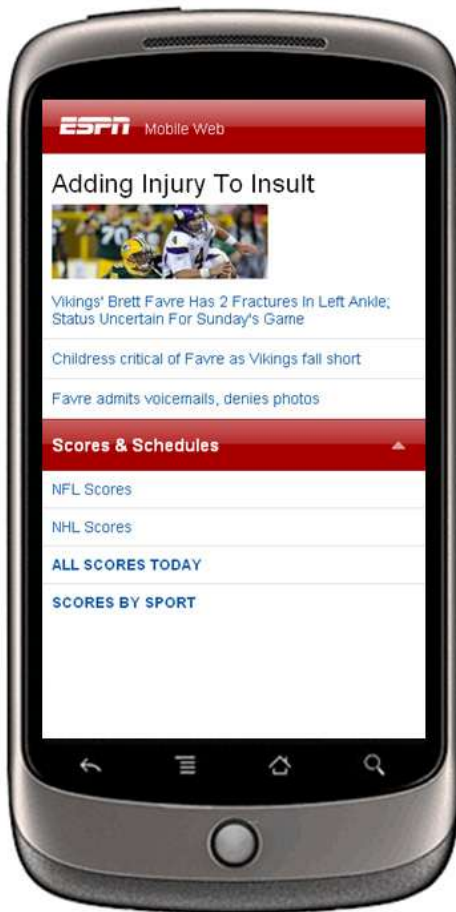 ESPN Mobile Web
Adding Injury To Insult
70
4
Vikings' Brett Favre Has 2 Fractures In Left Ankle;
Status Uncertain For Sunday's Game
Childress critical of Favre as Vikings fall short
Favre admits voicemails, denies photos
Scores & Schedules
NFL Scores
NHL Scores
ALL SCORES TODAY
SCORES BY SPORT